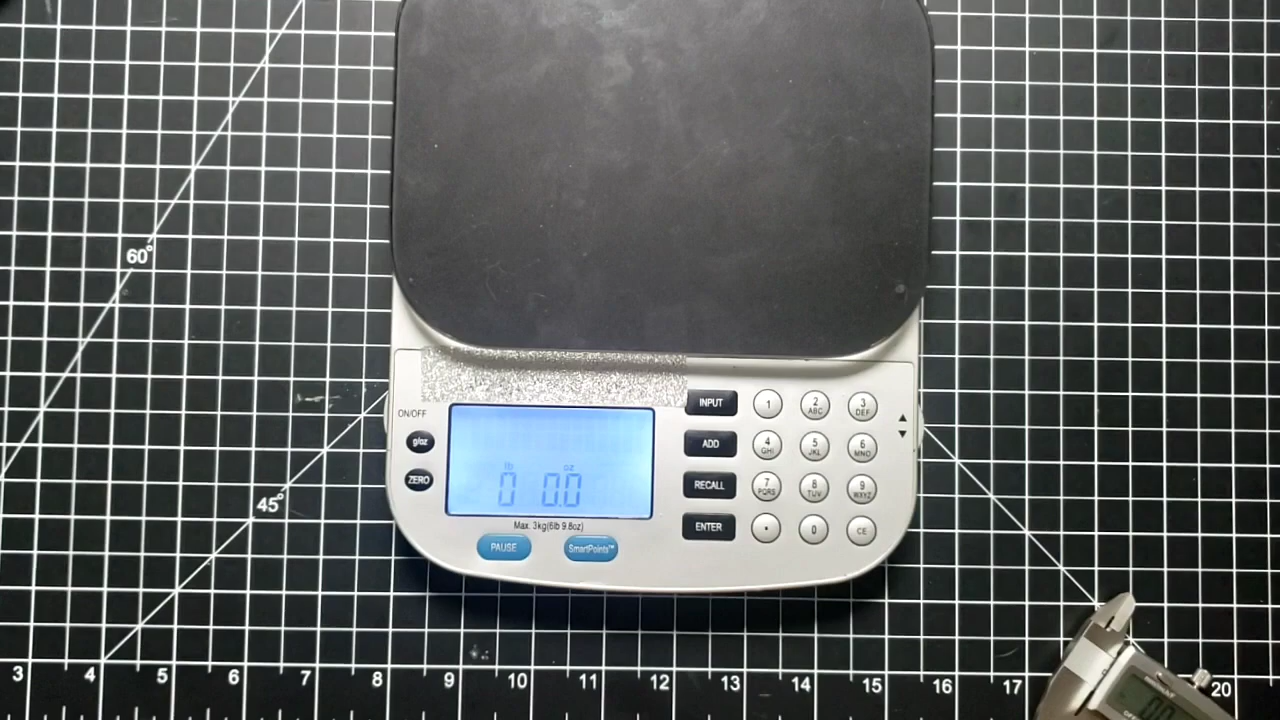 60°
ON/OFF
g/oz
ZERO
45°
lb oz
0 0.0
Max. 3kg(6lb 9.8oz)
PAUSE
SmartPoints™
INPUT
ADD
RECALL
ENTER
1
2 ABC
3 DEF
4 GHI
5 JKL
6 MNO
7 PQRS
8 TUV
9 WXYZ
•
0
CE
3 4 5 6 7 8 9 10 11 12 13 14 15 16 17 20